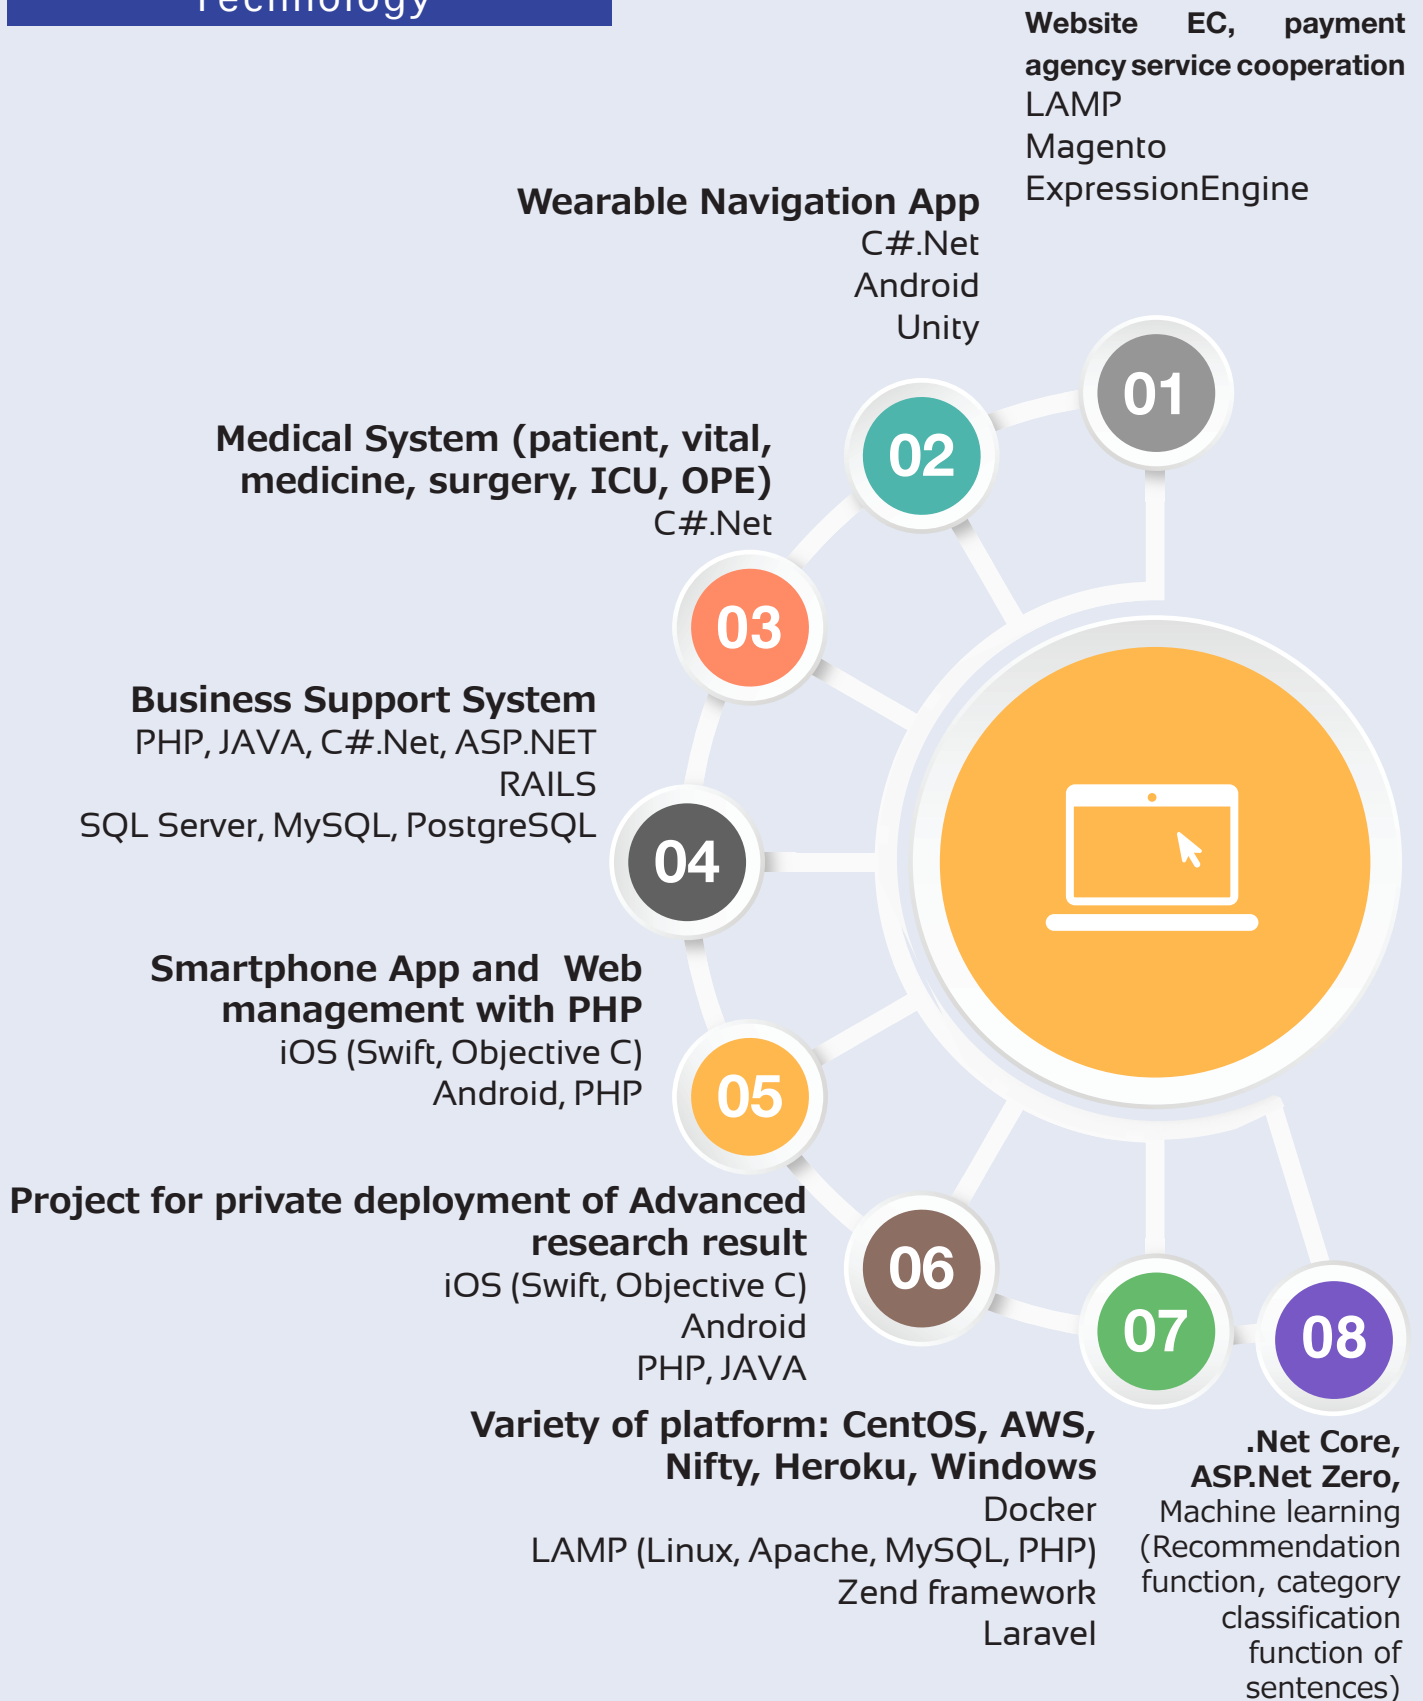 Technology
Website EC, payment
agency service cooperation
LAMP
Magento
ExpressionEngine
Wearable Navigation App
C#.Net
Android
Unity
01
02
Medical System (patient, vital,
medicine, surgery, ICU, OPE)
C#.Net
03
Business Support System
PHP, JAVA, C#.Net, ASP.NET
RAILS
SQL Server, MySQL, PostgreSQL
04
Smartphone App and  Web
management with PHP
iOS (Swift, Objective C)
Android, PHP
05
Project for private deployment of Advanced
research result
iOS (Swift, Objective C)
Android
PHP, JAVA
06
07
08
Variety of platform: CentOS, AWS,
Nifty, Heroku, Windows
Docker
LAMP (Linux, Apache, MySQL, PHP)
Zend framework
Laravel
.Net Core,
ASP.Net Zero,
Machine learning
(Recommendation
function, category
classification
function of
sentences)